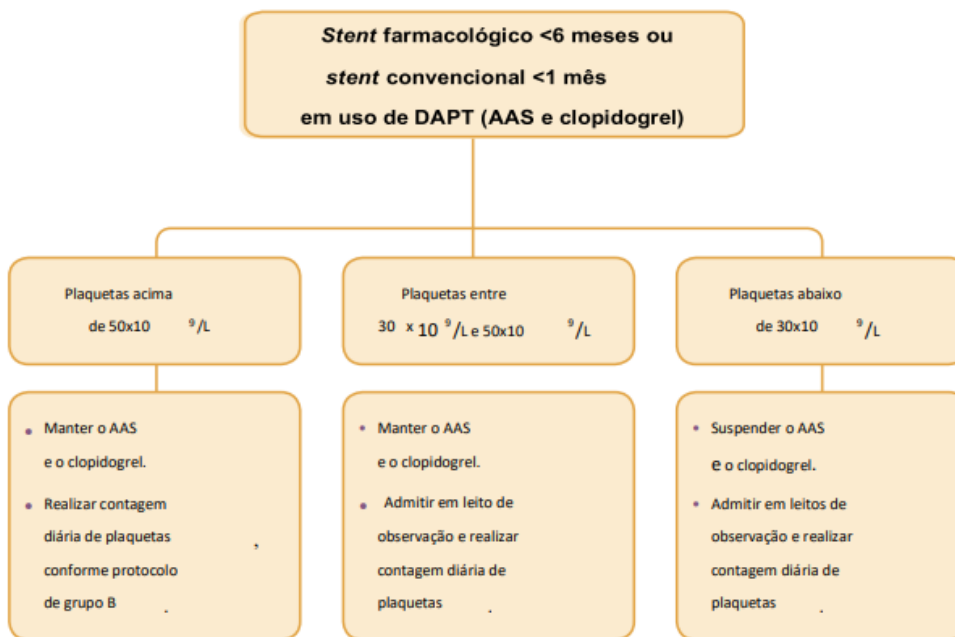 Stent farmacológico <6 meses ou
stent convencional <1 mês
em uso de DAPT (AAS e clopidogrel)
Plaquetas acima
de 50x10 ⁹/L
Plaquetas entre
30 x 10 ⁹/L e 50x10 ⁹/L
Plaquetas abaixo
de 30x10 ⁹/L
• Manter o AAS
e o clopidogrel.
• Realizar contagem
diária de plaquetas ,
conforme protocolo
de grupo B .
• Manter o AAS
e o clopidogrel.
• Admitir em leito de
observação e realizar
contagem diária de
plaquetas .
• Suspender o AAS
e o clopidogrel.
• Admitir em leitos de
observação e realizar
contagem diária de
plaquetas .